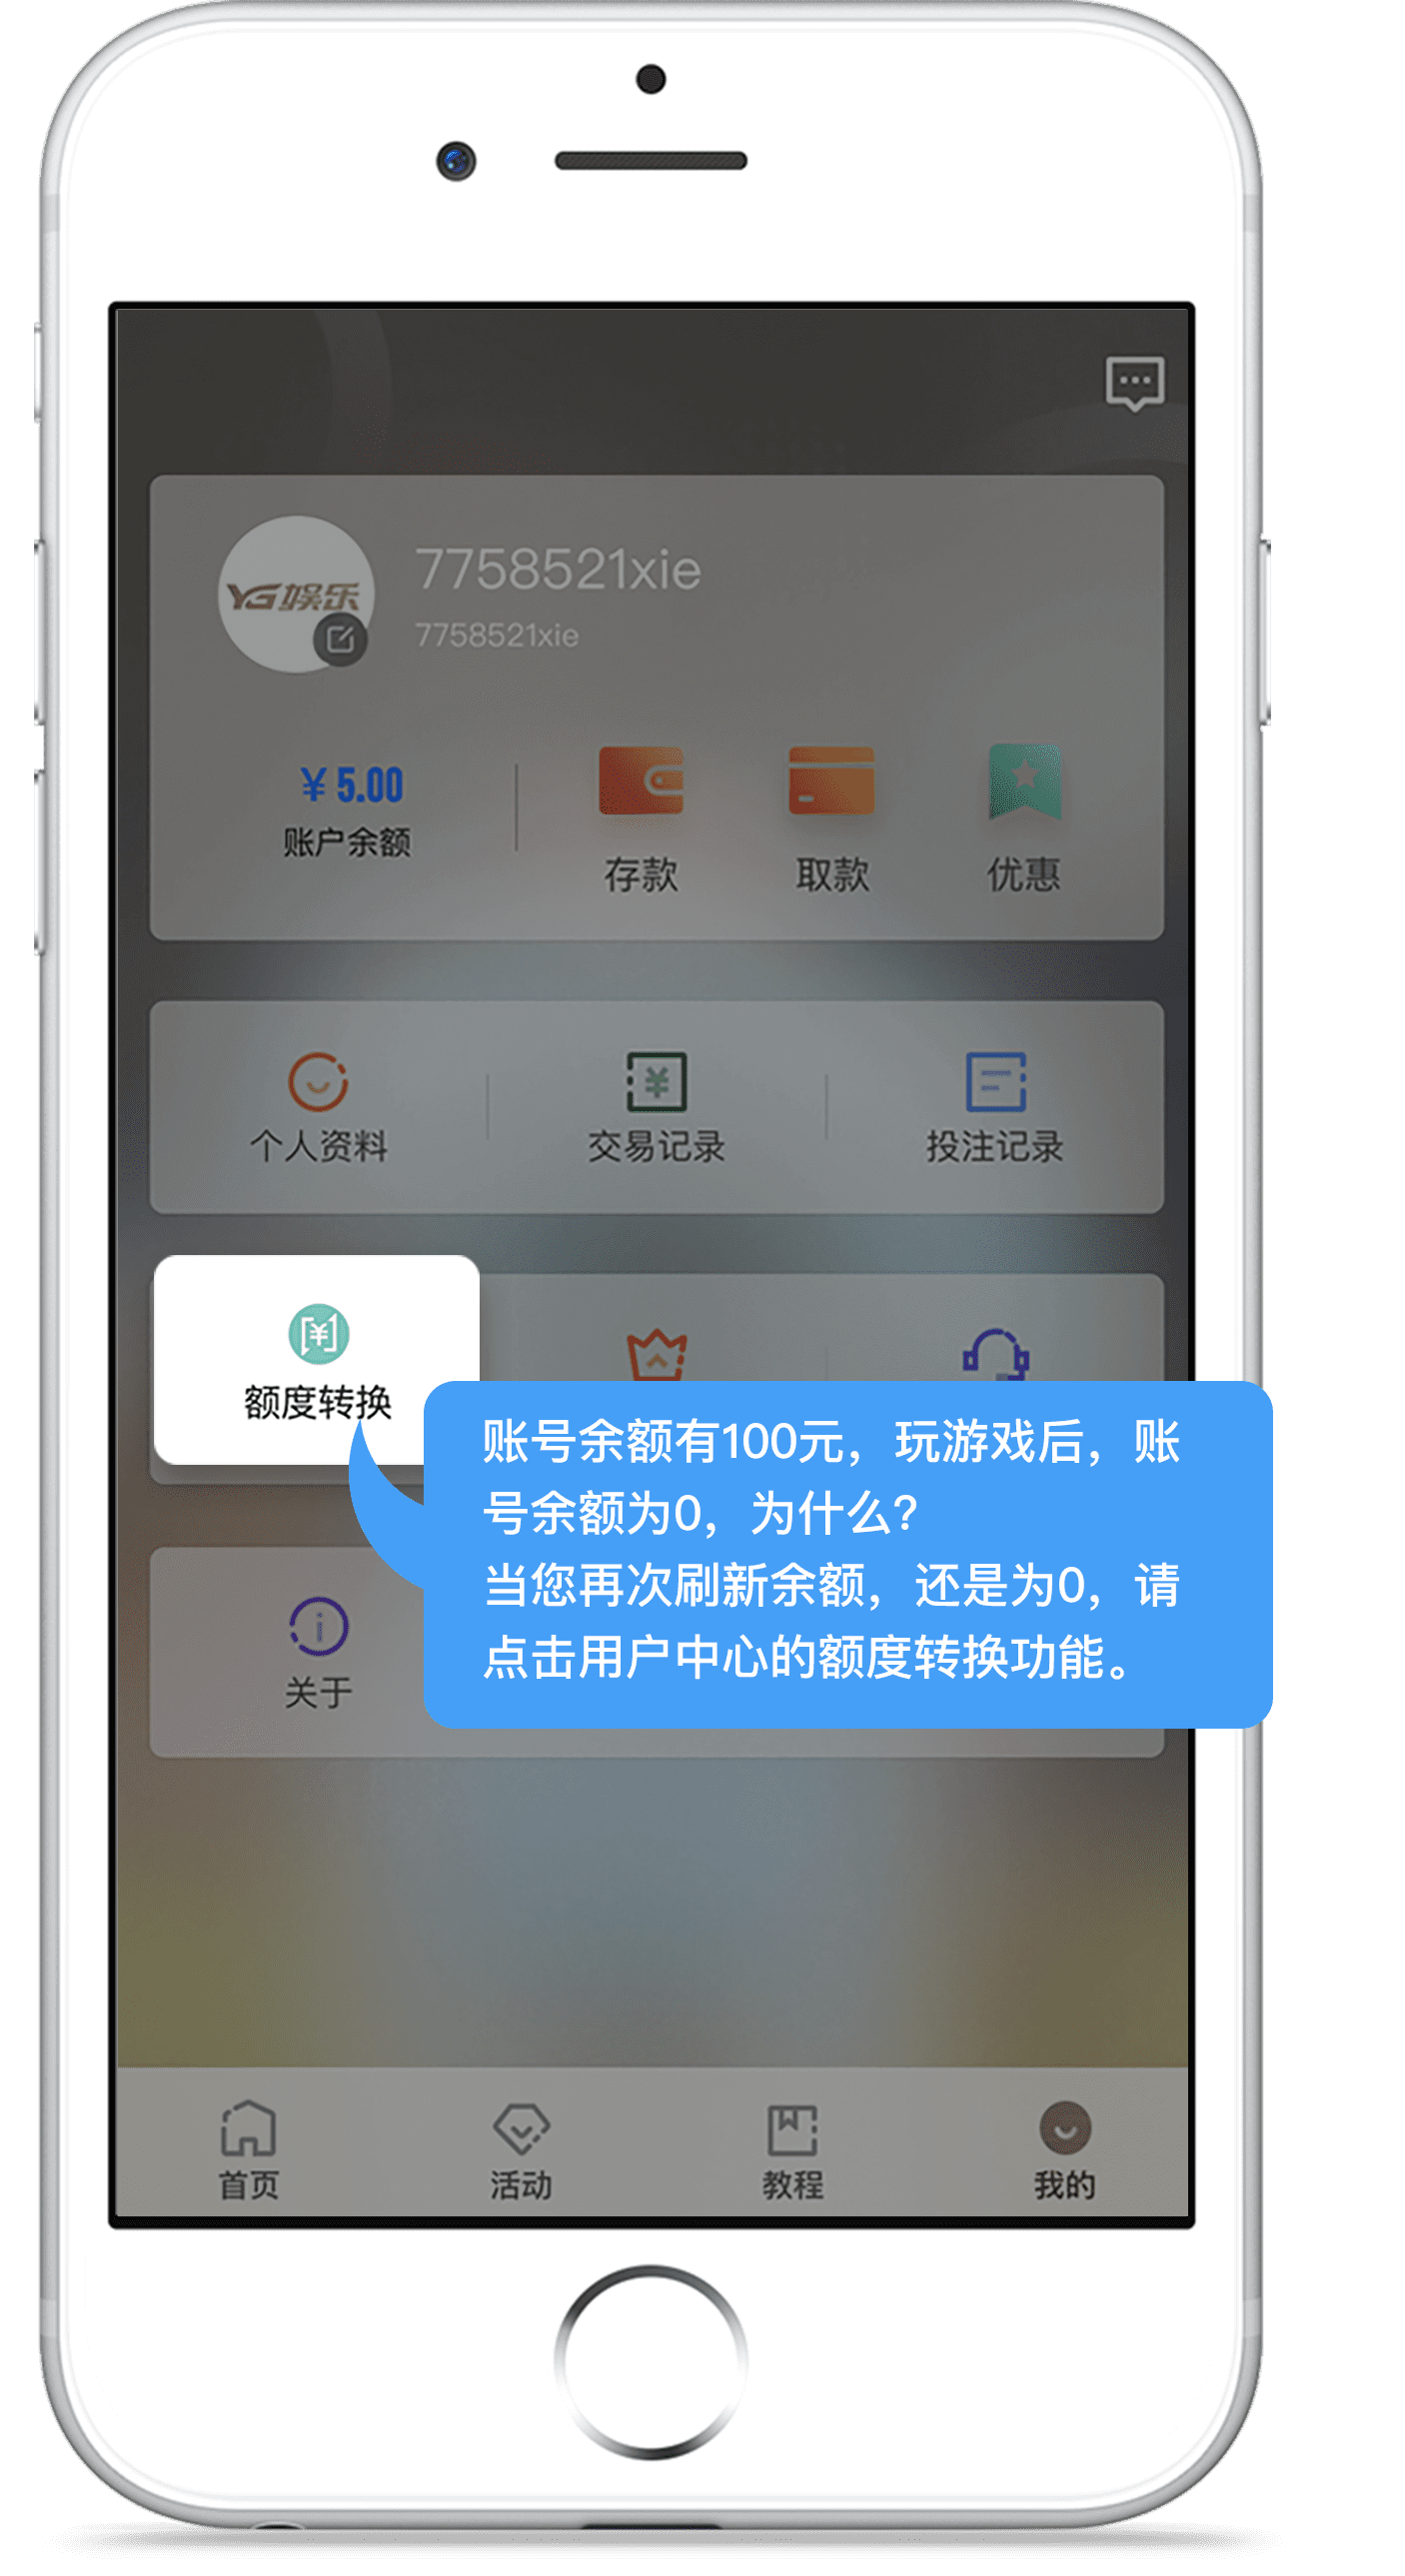 7758521xie
YG娱乐
7758521xie
¥ 5.00
账户余额
存款
取款
优惠
¥
个人资料
交易记录
投注记录
¥
额度转换
账号余额有100元，玩游戏后，账
号余额为0，为什么？
当您再次刷新余额，还是为0，请
点击用户中心的额度转换功能。
关于
首页
活动
教程
我的